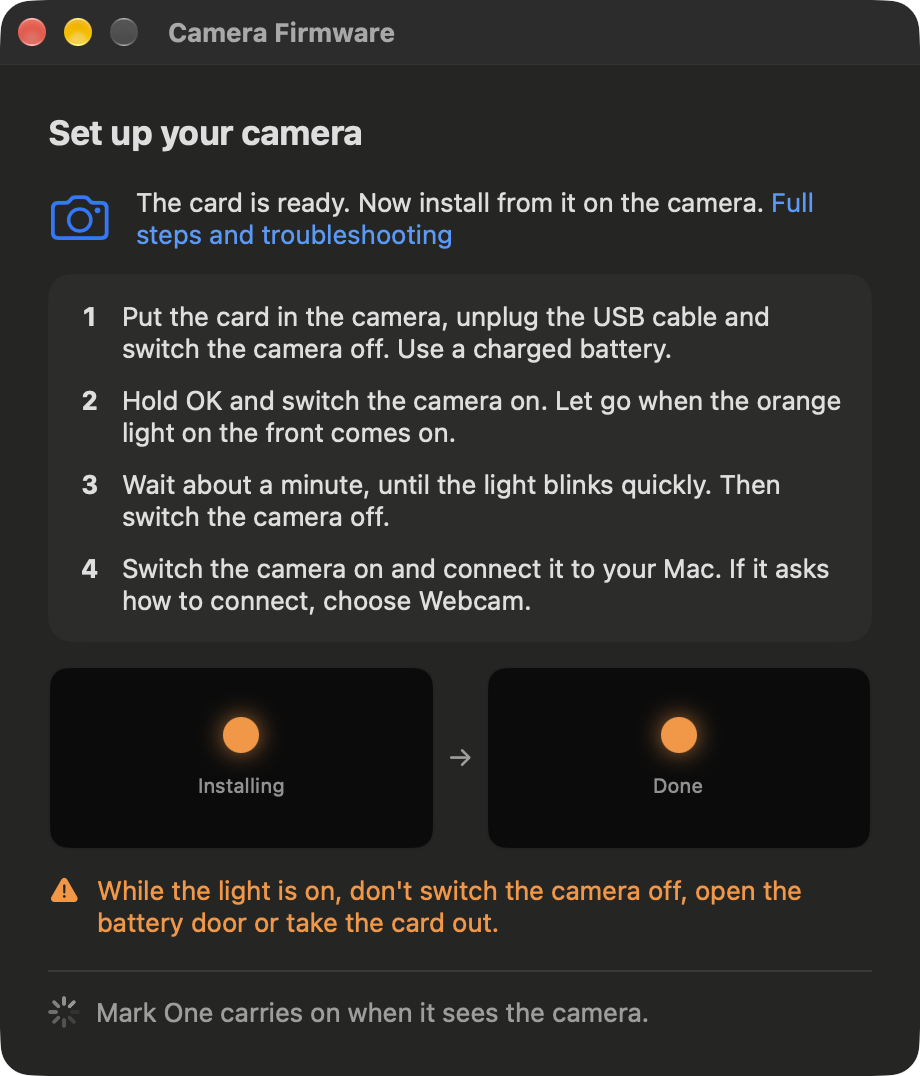 Camera Firmware
Set up your camera
The card is ready. Now install from it on the camera. Full
steps and troubleshooting
1 Put the card in the camera, unplug the USB cable and
switch the camera off. Use a charged battery.
2 Hold OK and switch the camera on. Let go when the orange
light on the front comes on.
3 Wait about a minute, until the light blinks quickly. Then
switch the camera off.
4 Switch the camera on and connect it to your Mac. If it asks
how to connect, choose Webcam.
Installing
→
Done
While the light is on, don't switch the camera off, open the
battery door or take the card out.
Mark One carries on when it sees the camera.